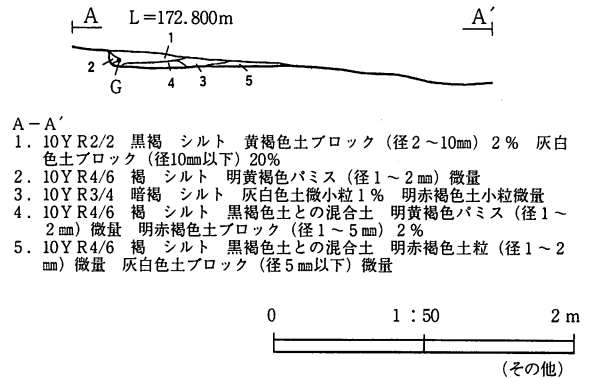 A L＝172.800m A′
1
2 4 3 5
G
A－A′
1．10YR2/2 黒褐 シルト 黄褐色土ブロック（径2～10㎜）2％ 灰白
色土ブロック（径10㎜以下）20％
2．10YR4/6 褐 シルト 明黄褐色パミス（径1～2㎜）微量
3．10YR3/4 暗褐 シルト 灰白色土微小粒1％ 明赤褐色土小粒微量
4．10YR4/6 褐 シルト 黒褐色土との混合土 明黄褐色パミス（径1～
2㎜）微量 明赤褐色土ブロック（径1～5㎜）2％
5．10YR4/6 褐 シルト 黒褐色土との混合土 明赤褐色土粒（径1～2
㎜）微量 灰白色土ブロック（径5㎜以下）微量
0 1：50 2m
（その他）